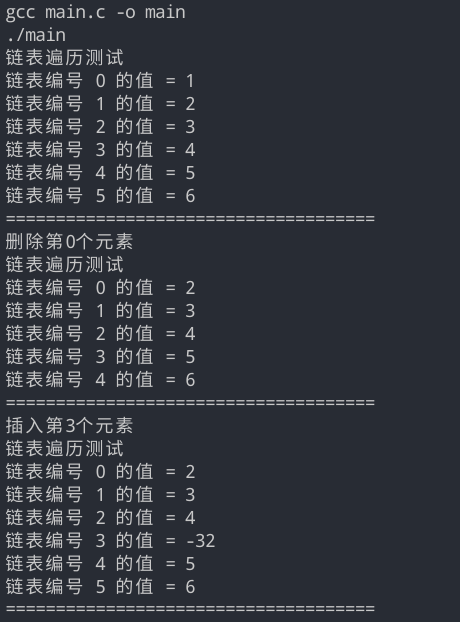 gcc main.c -o main
./main
链表遍历测试
链表编号 0 的值 = 1
链表编号 1 的值 = 2
链表编号 2 的值 = 3
链表编号 3 的值 = 4
链表编号 4 的值 = 5
链表编号 5 的值 = 6
=====================================
删除第0个元素
链表遍历测试
链表编号 0 的值 = 2
链表编号 1 的值 = 3
链表编号 2 的值 = 4
链表编号 3 的值 = 5
链表编号 4 的值 = 6
=====================================
插入第3个元素
链表遍历测试
链表编号 0 的值 = 2
链表编号 1 的值 = 3
链表编号 2 的值 = 4
链表编号 3 的值 = -32
链表编号 4 的值 = 5
链表编号 5 的值 = 6
=====================================